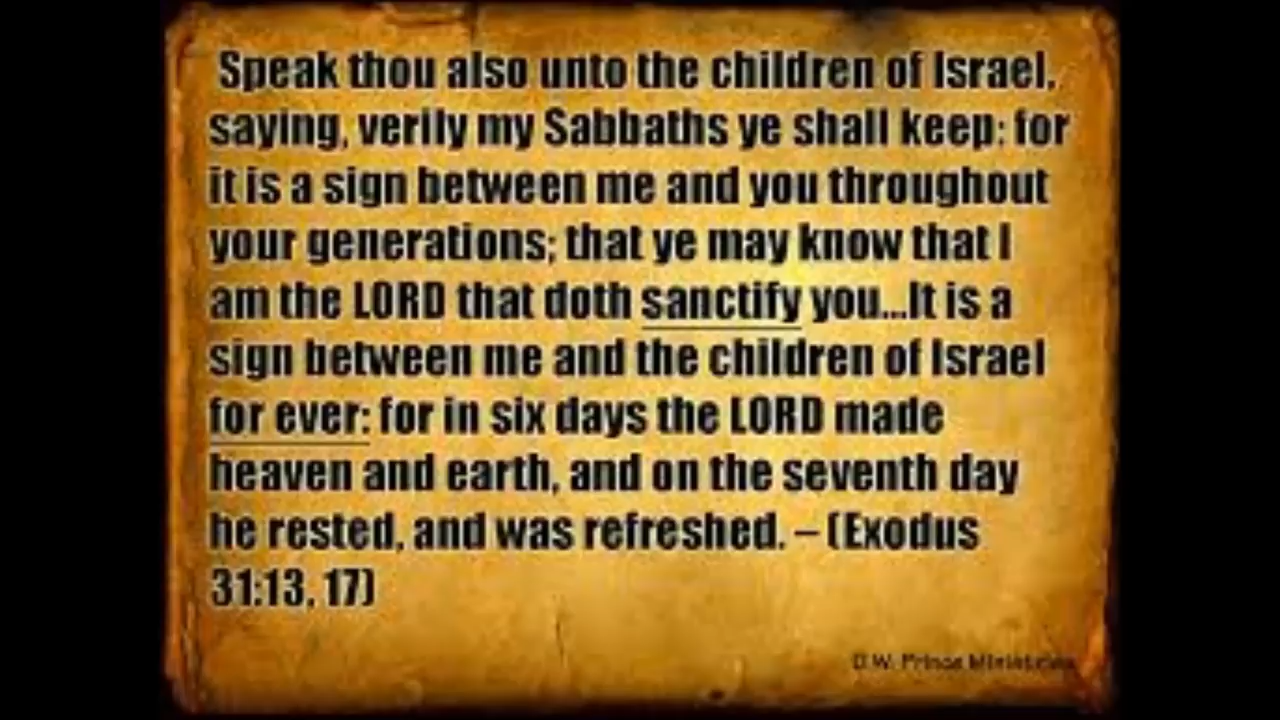 Speak thou also unto the children of Israel,
saying, verily my Sabbaths ye shall keep: for
it is a sign between me and you throughout
your generations; that ye may know that I
am the LORD that doth sanctify you...It is a
sign between me and the children of Israel
for ever: for in six days the LORD made
heaven and earth, and on the seventh day
he rested, and was refreshed. – (Exodus
31:13, 17)
D.W. Prince Ministries